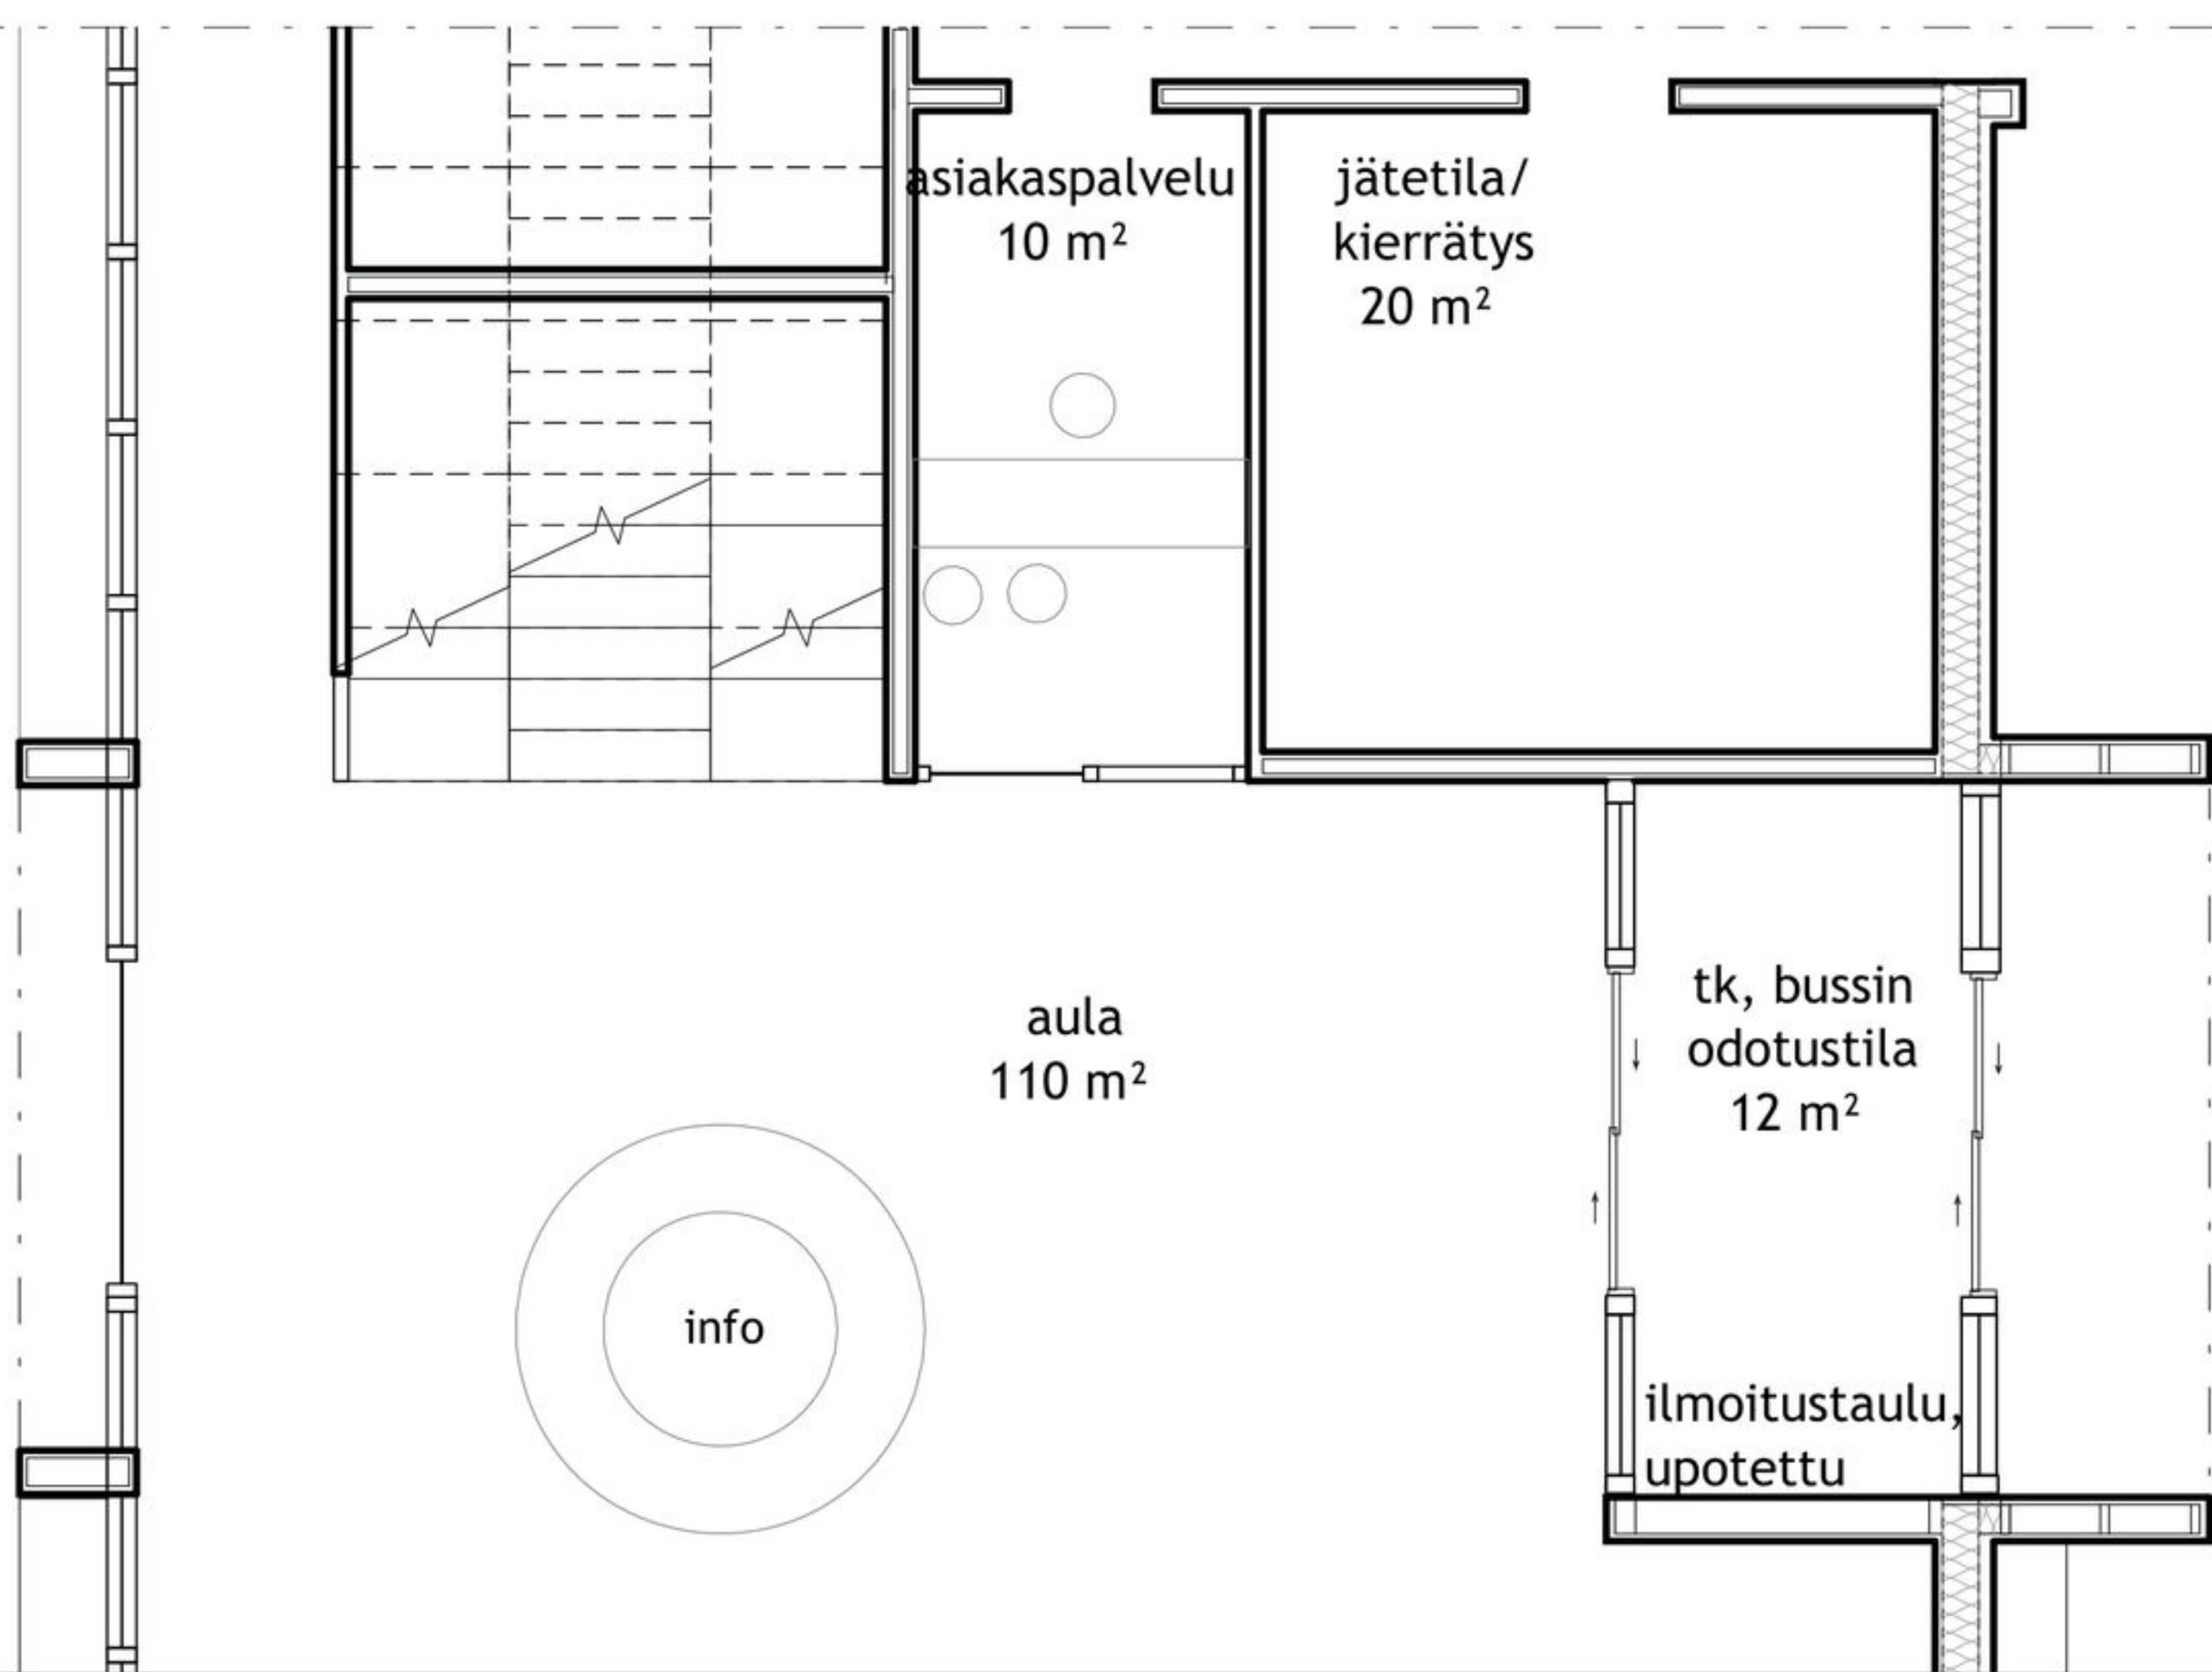 asiakaspalvelu
10 m²
jätetila/
kierrätys
20 m²
aula
110 m²
tk, bussin
odotustila
12 m²
info
ilmoitustaulu,
upotettu